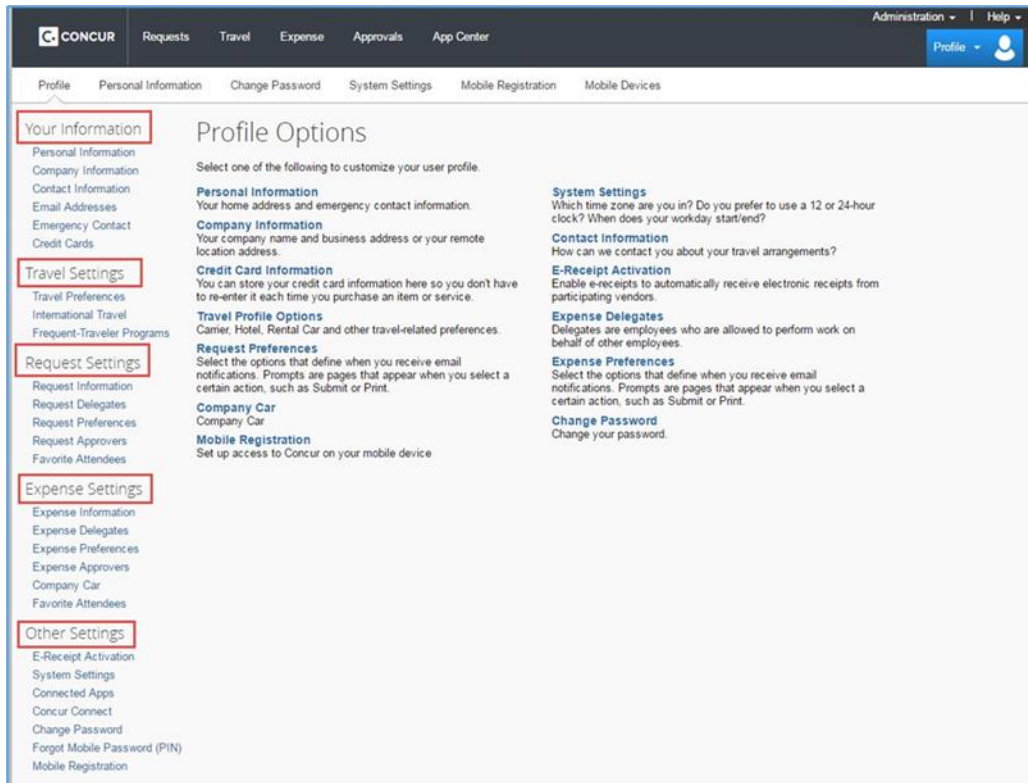 Administration | Help
C. CONCUR Requests Travel Expense Approvals App Center
Profile
Profile Personal Information Change Password System Settings Mobile Registration Mobile Devices
Your Information
Personal Information
Company Information
Contact Information
Email Addresses
Emergency Contact
Credit Cards
Travel Settings
Travel Preferences
International Travel
Frequent-Traveler Programs
Request Settings
Request Information
Request Delegates
Request Preferences
Request Approvers
Favorite Attendees
Expense Settings
Expense Information
Expense Delegates
Expense Preferences
Expense Approvers
Company Car
Favorite Attendees
Other Settings
E-Receipt Activation
System Settings
Connected Apps
Concur Connect
Change Password
Forgot Mobile Password (PIN)
Mobile Registration
Profile Options
Select one of the following to customize your user profile.
Personal Information
Your home address and emergency contact information.
Company Information
Your company name and business address or your remote
location address.
Credit Card Information
You can store your credit card information here so you don't have
to re-enter it each time you purchase an item or service.
Travel Profile Options
Carrier, Hotel, Rental Car and other travel-related preferences.
Request Preferences
Select the options that define when you receive email
notifications. Prompts are pages that appear when you select a
certain action, such as Submit or Print.
Company Car
Company Car
Mobile Registration
Set up access to Concur on your mobile device
System Settings
Which time zone are you in? Do you prefer to use a 12 or 24-hour
clock? When does your workday start/end?
Contact Information
How can we contact you about your travel arrangements?
E-Receipt Activation
Enable e-receipts to automatically receive electronic receipts from
participating vendors.
Expense Delegates
Delegates are employees who are allowed to perform work on
behalf of other employees.
Expense Preferences
Select the options that define when you receive email
notifications. Prompts are pages that appear when you select a
certain action, such as Submit or Print.
Change Password
Change your password.